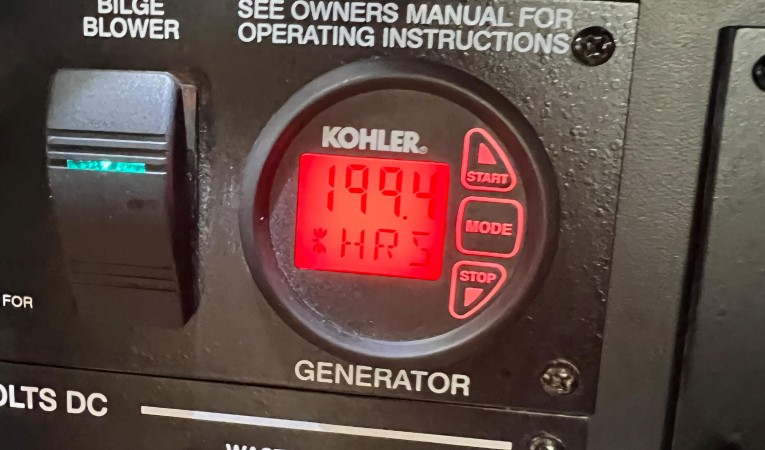 BILGE
BLOWER
SEE OWNERS MANUAL FOR
OPERATING INSTRUCTIONS
KOHLER®
199.4
*HRS
START
MODE
STOP
FOR
GENERATOR
OLTS DC